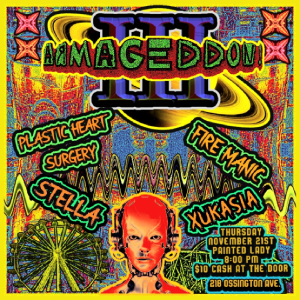 ARMAGEDDON!
III
PLASTIC HEART
SURGERY
STELLA
FIRE MANIC
XUKASIA
THURSDAY
NOVEMBER 21ST
PAINTED LADY
8:00 PM
$10 CASH AT THE DOOR
218 OSSINGTON AVE.